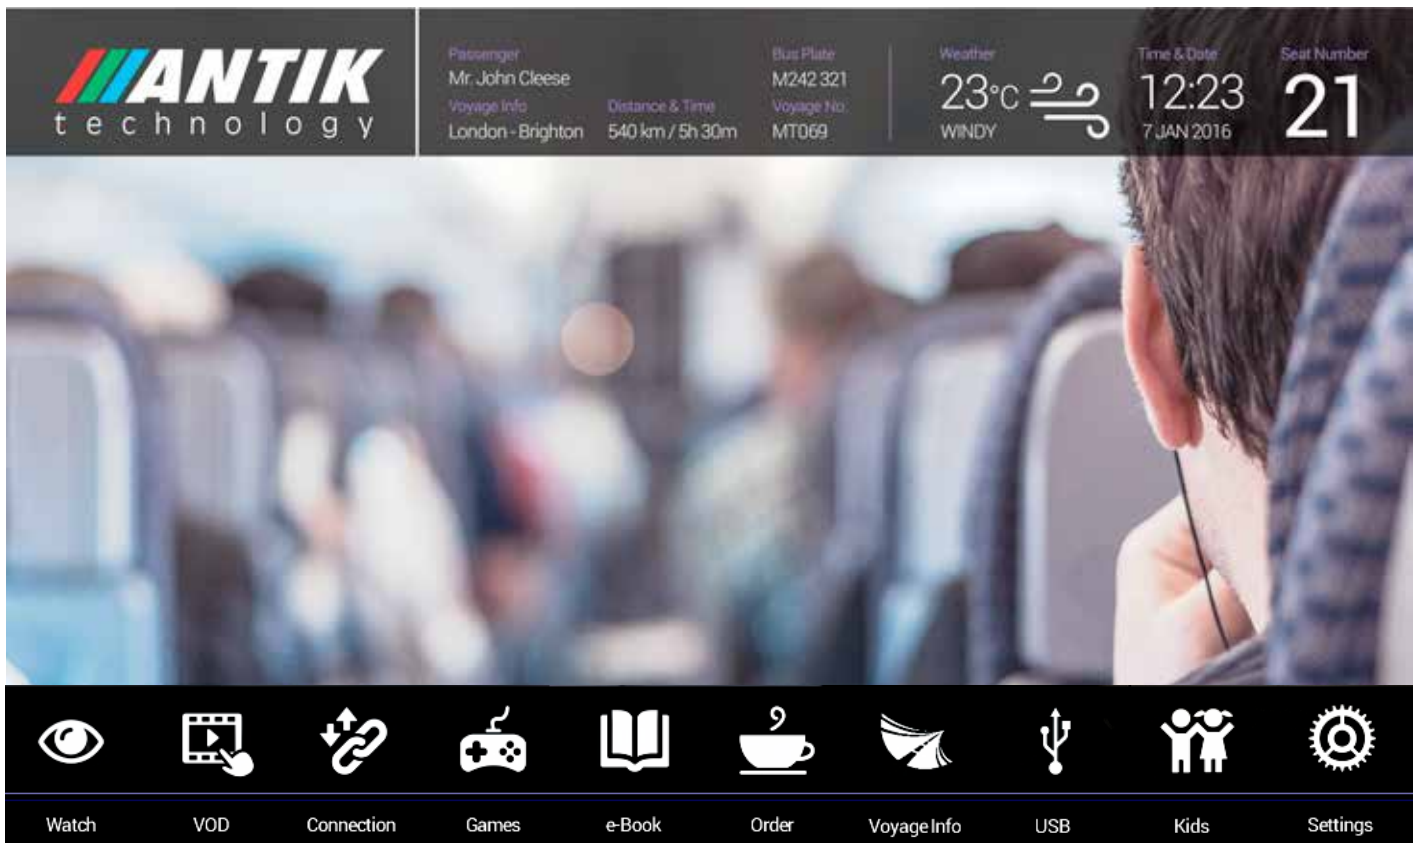 ANTIK
technology
Passenger
Mr. John Cleese
Voyage Info
London - Brighton
Distance & Time
540 km / 5h 30m
Bus Plate
M242 321
Voyage No.
MT069
Weather
23°C
WINDY
Time & Date
12:23
7 JAN 2016
Seat Number
21
Watch
VOD
Connection
Games
e-Book
Order
Voyage Info
USB
Kids
Settings